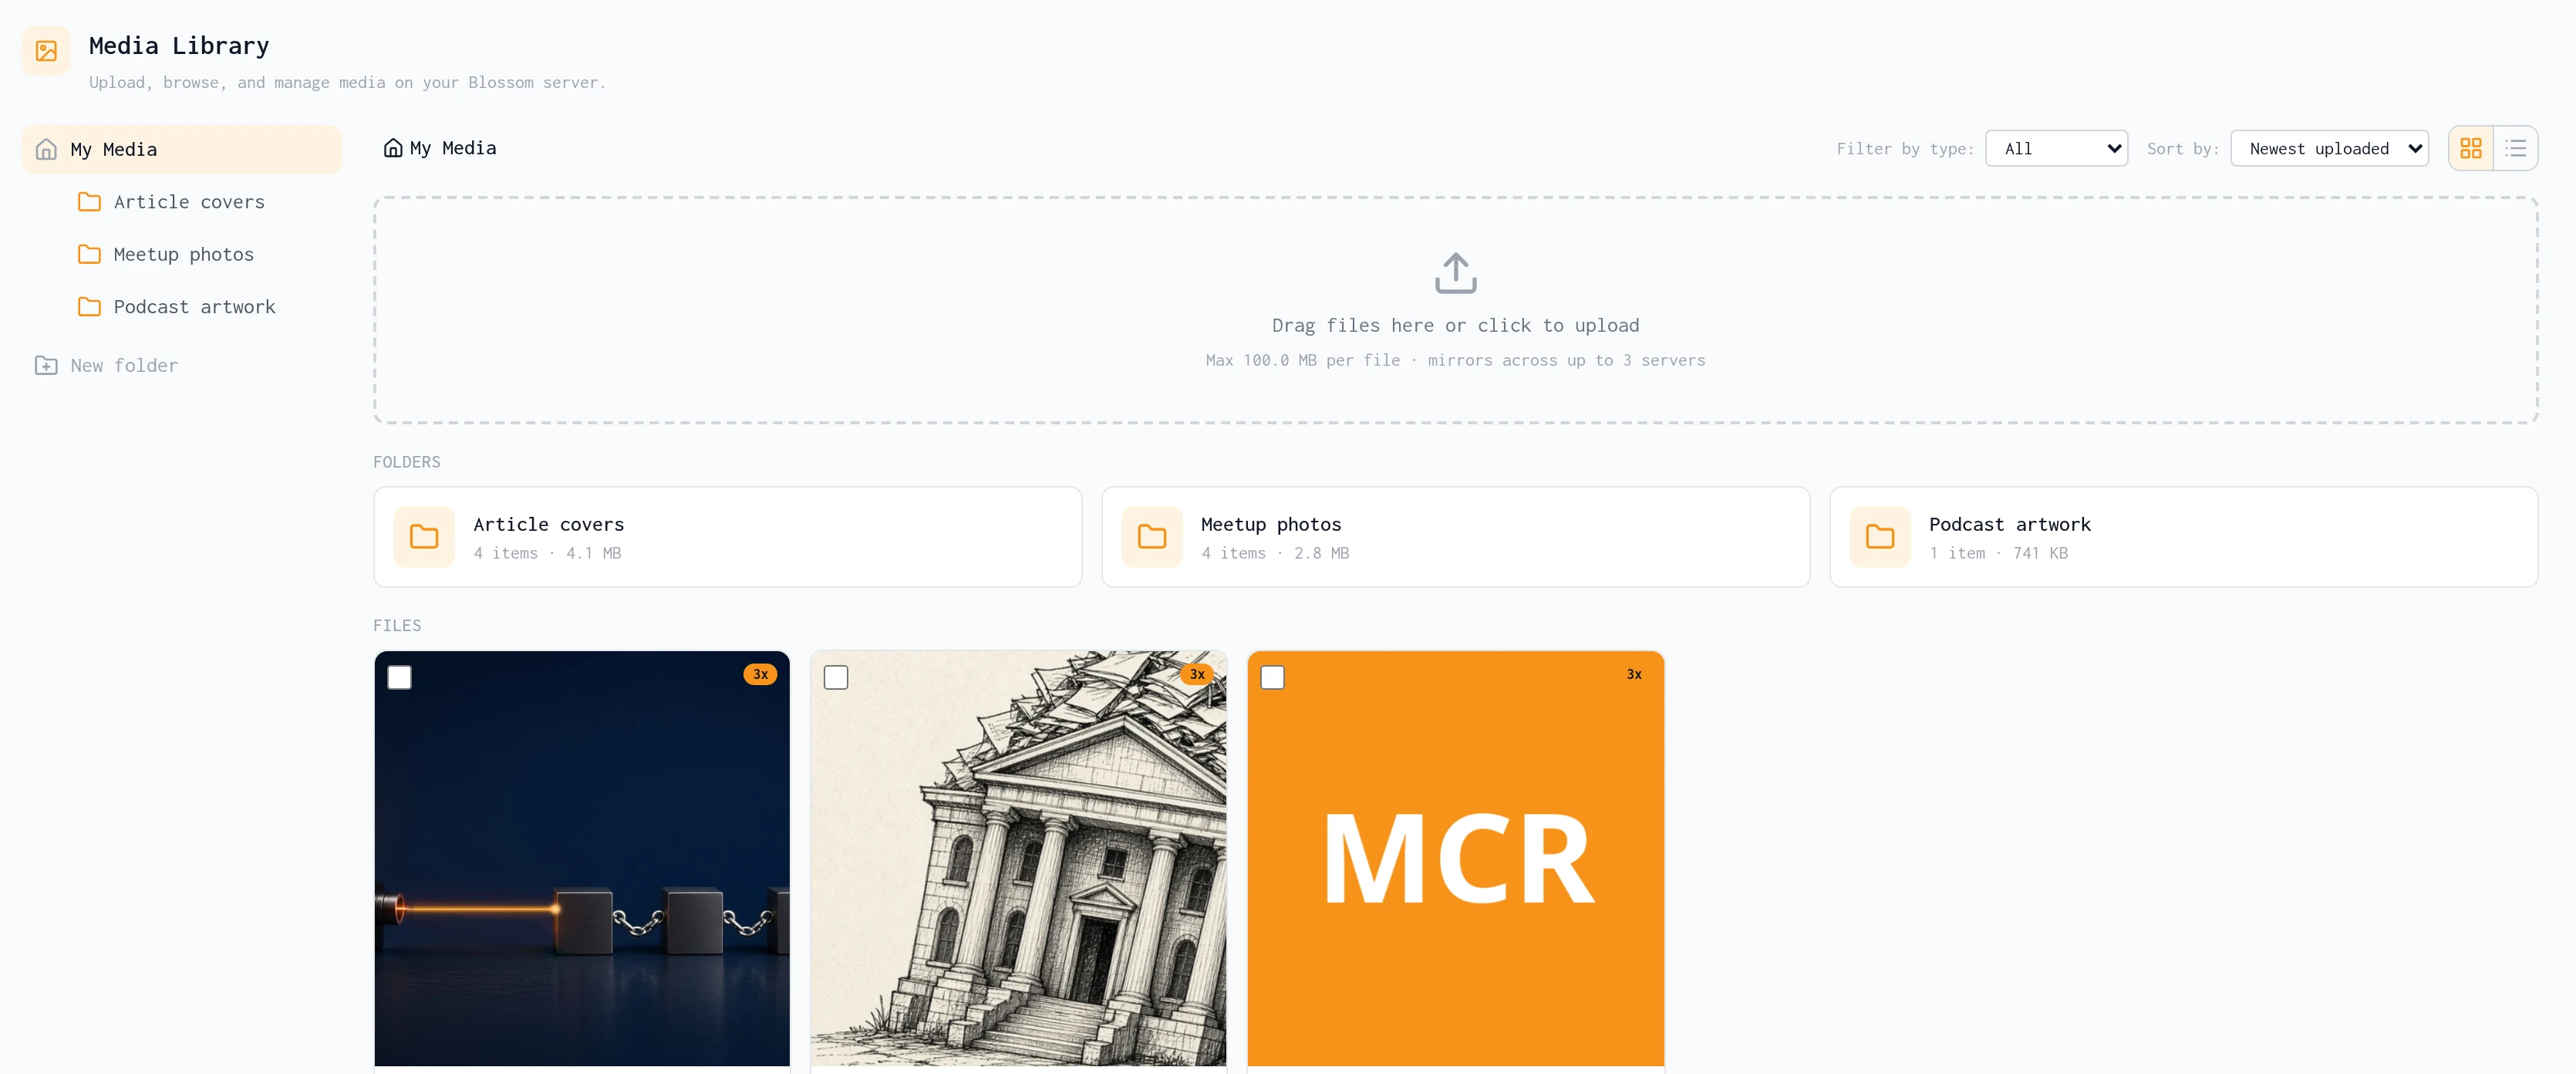 Media Library
Upload, browse, and manage media on your Blossom server.
My Media
Article covers
Meetup photos
Podcast artwork
New folder
My Media
Filter by type: All
Sort by: Newest uploaded
Drag files here or click to upload
Max 100.0 MB per file · mirrors across up to 3 servers
FOLDERS
Article covers
4 items · 4.1 MB
Meetup photos
4 items · 2.8 MB
Podcast artwork
1 item · 741 KB
FILES
3x
3x
3x
MCR